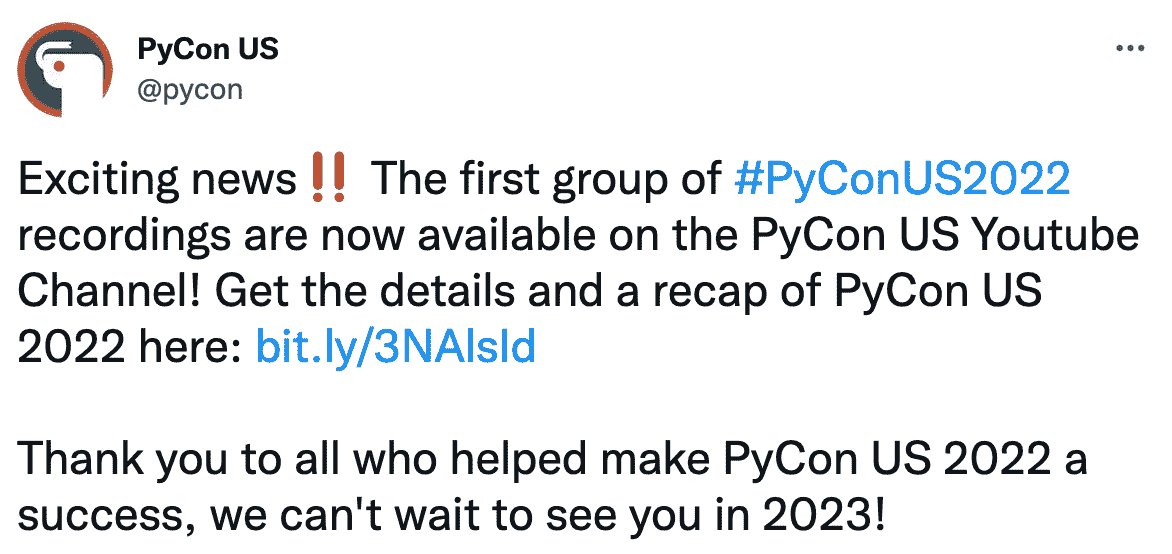 PyCon US
@pycon
Exciting news‼️ The first group of #PyConUS2022
recordings are now available on the PyCon US Youtube
Channel! Get the details and a recap of PyCon US
2022 here: bit.ly/3NAlsId
Thank you to all who helped make PyCon US 2022 a
success, we can't wait to see you in 2023!